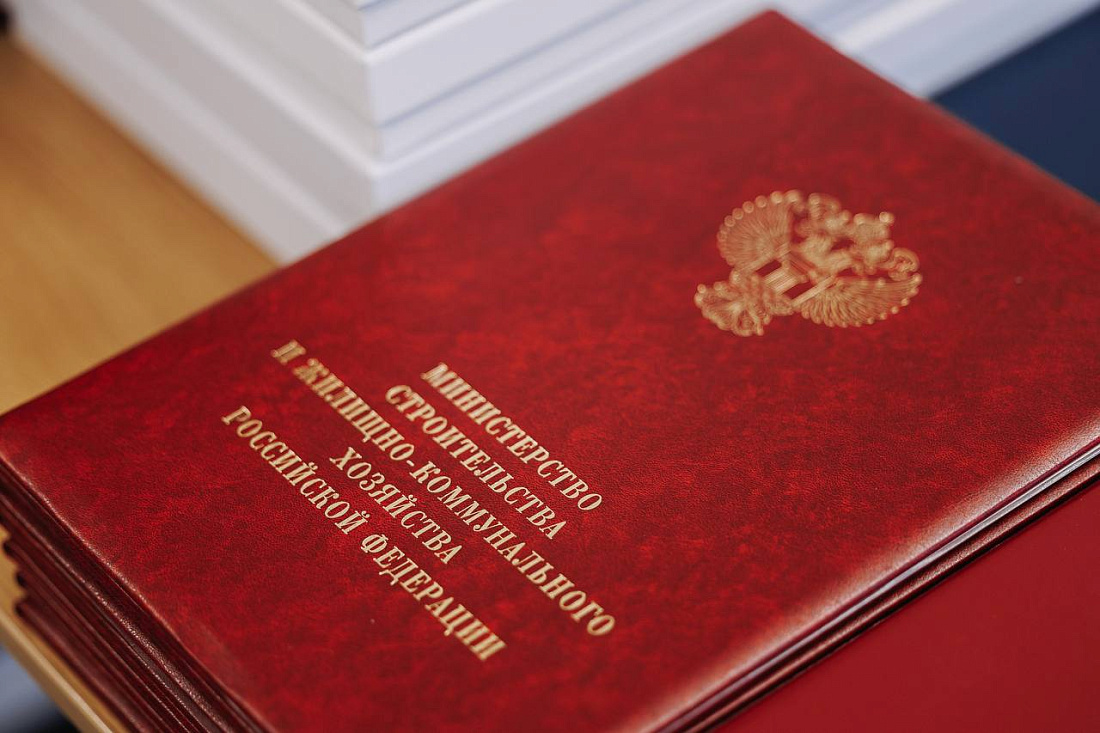 МИНИСТЕРСТВО
СТРОИТЕЛЬСТВА
И ЖИЛИЩНО-КОММУНАЛЬНОГО
ХОЗЯЙСТВА
РОССИЙСКОЙ ФЕДЕРАЦИИ